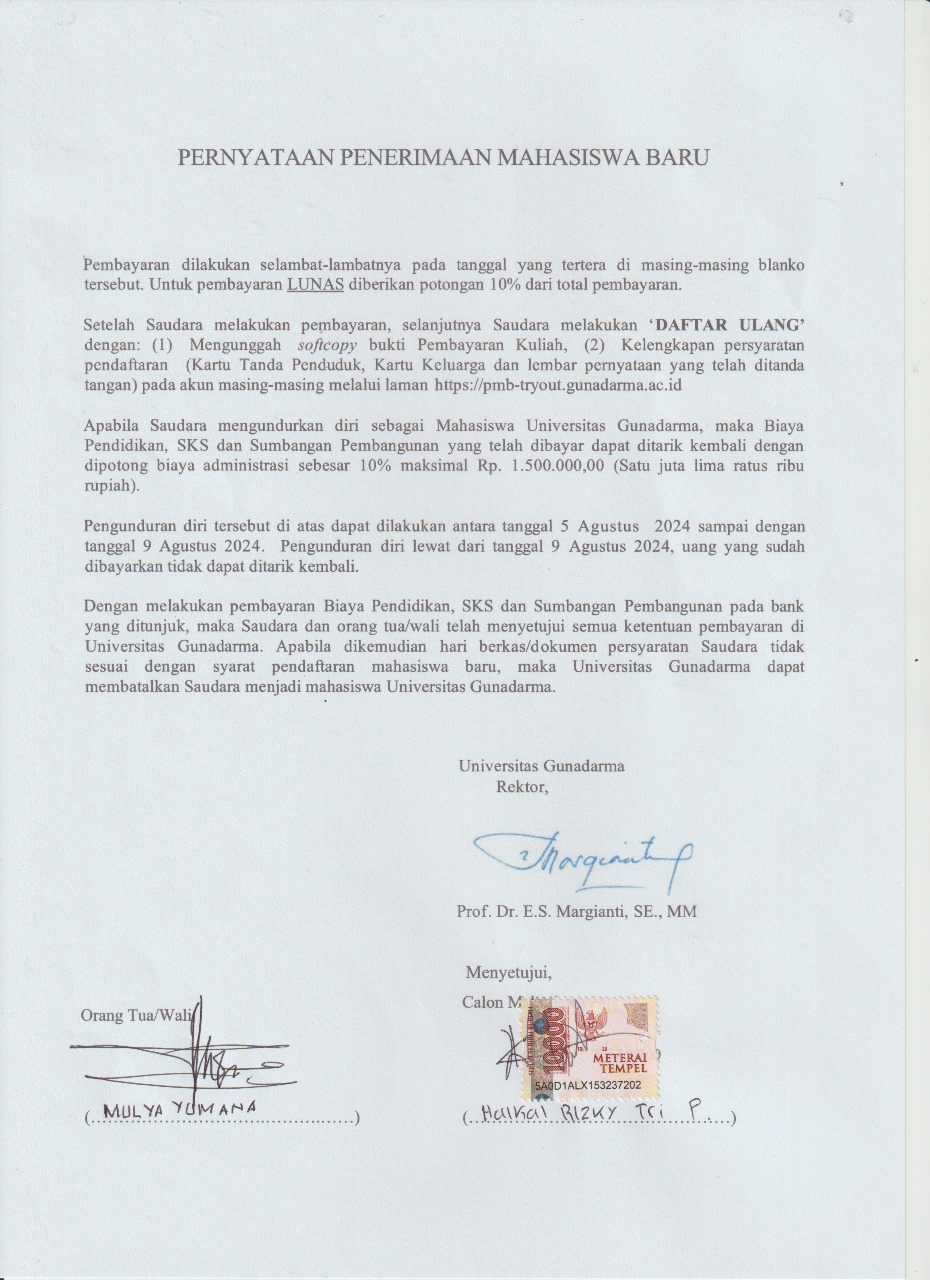 PERNYATAAN PENERIMAAN MAHASISWA BARU
Pembayaran dilakukan selambat-lambatnya pada tanggal yang tertera di masing-masing blanko
tersebut. Untuk pembayaran LUNAS diberikan potongan 10% dari total pembayaran.
Setelah Saudara melakukan pembayaran, selanjutnya Saudara melakukan ‘DAFTAR ULANG’
dengan: (1) Mengunggah softcopy bukti Pembayaran Kuliah, (2) Kelengkapan persyaratan
pendaftaran (Kartu Tanda Penduduk, Kartu Keluarga dan lembar pernyataan yang telah ditanda
tangan) pada akun masing-masing melalui laman https://pmb-tryout.gunadarma.ac.id
Apabila Saudara mengundurkan diri sebagai Mahasiswa Universitas Gunadarma, maka Biaya
Pendidikan, SKS dan Sumbangan Pembangunan yang telah dibayar dapat ditarik kembali dengan
dipotong biaya administrasi sebesar 10% maksimal Rp. 1.500.000,00 (Satu juta lima ratus ribu
rupiah).
Pengunduran diri tersebut di atas dapat dilakukan antara tanggal 5 Agustus 2024 sampai dengan
tanggal 9 Agustus 2024. Pengunduran diri lewat dari tanggal 9 Agustus 2024, uang yang sudah
dibayarkan tidak dapat ditarik kembali.
Dengan melakukan pembayaran Biaya Pendidikan, SKS dan Sumbangan Pembangunan pada bank
yang ditunjuk, maka Saudara dan orang tua/wali telah menyetujui semua ketentuan pembayaran di
Universitas Gunadarma. Apabila dikemudian hari berkas/dokumen persyaratan Saudara tidak
sesuai dengan syarat pendaftaran mahasiswa baru, maka Universitas Gunadarma dapat
membatalkan Saudara menjadi mahasiswa Universitas Gunadarma.
Universitas Gunadarma
Rektor,
Prof. Dr. E.S. Margianti, SE., MM
Menyetujui,
Calon M
Orang Tua/Wali
10000
METERAI
TEMPEL
5A0D1ALX153237202
(MULYA YUMANA)
(Haikal RIZKY Tri P.)